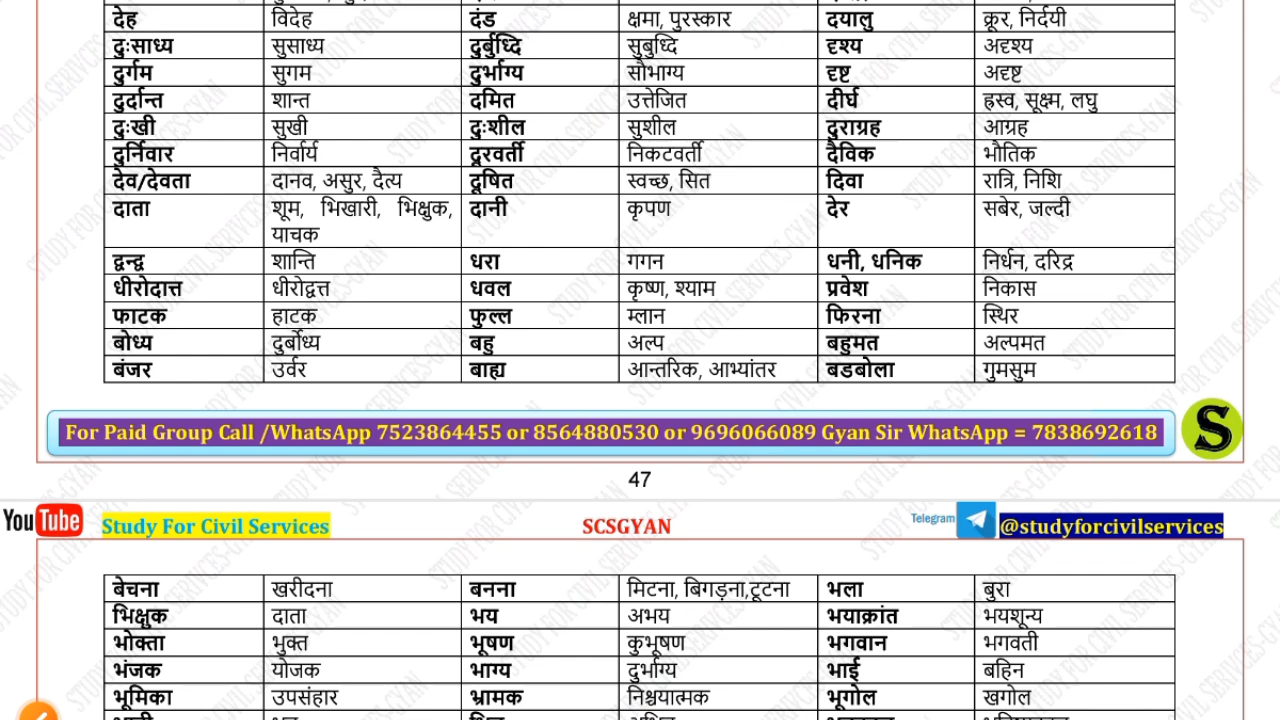 देह विदेह दंड क्षमा, पुरस्कार दयालु क्रूर, निर्दयी
दुःसाध्य सुसाध्य दुर्बुध्दि सुबुध्दि दृश्य अदृश्य
दुर्गम सुगम दुर्भाग्य सौभाग्य दृष्ट अदृष्ट
दुर्दान्त शान्त दमित उत्तेजित दीर्घ ह्रस्व, सूक्ष्म, लघु
दुःखी सुखी दुःशील सुशील दुराग्रह आग्रह
दुर्निवार निर्वार्य दूरवर्ती निकटवर्ती दैविक भौतिक
देव/देवता दानव, असुर, दैत्य दूषित स्वच्छ, सित दिवा रात्रि, निशि
दाता शूम, भिखारी, भिक्षुक, दानी कृपण देर सबेर, जल्दी
याचक
द्वन्द्व शान्ति धरा गगन धनी, धनिक निर्धन, दरिद्र
धीरोदात्त धीरोद्वत्त धवल कृष्ण, श्याम प्रवेश निकास
फाटक हाटक फुल्ल म्लान फिरना स्थिर
बोध्य दुर्बोध्य बहु अल्प बहुमत अल्पमत
बंजर उर्वर बाह्य आन्तरिक, आभ्यांतर बडबोला गुमसुम
For Paid Group Call /WhatsApp 7523864455 or 8564880530 or 9696066089 Gyan Sir WhatsApp = 7838692618
S
47
YouTube Study For Civil Services SCSGYAN Telegram @studyforcivilservices
बेचना खरीदना बनना मिटना, बिगड़ना,टूटना भला बुरा
भिक्षुक दाता भय अभय भयाक्रांत भयशून्य
भोक्ता भुक्त भूषण कुभूषण भगवान भगवती
भंजक योजक भाग्य दुर्भाग्य भाई बहिन
भूमिका उपसंहार भ्रामक निश्चयात्मक भूगोल खगोल